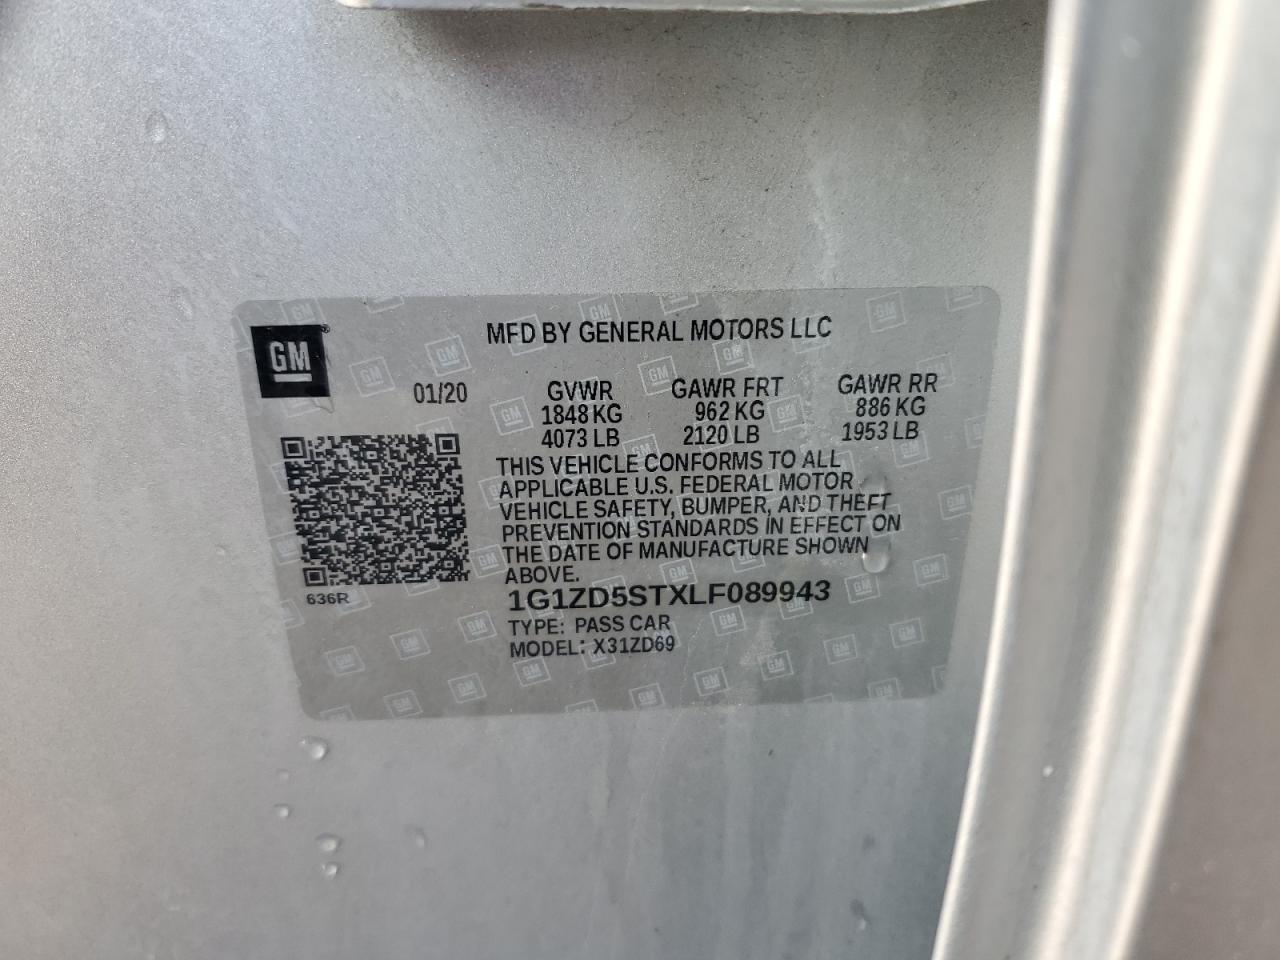 MFD BY GENERAL MOTORS LLC
GM
01/20
GVWR GAWR FRT GAWR RR
1848 KG 962 KG 886 KG
4073 LB 2120 LB 1953 LB
THIS VEHICLE CONFORMS TO ALL
APPLICABLE U.S. FEDERAL MOTOR
VEHICLE SAFETY, BUMPER, AND THEFT
PREVENTION STANDARDS IN EFFECT ON
THE DATE OF MANUFACTURE SHOWN
ABOVE.
636R
1G1ZD5STXLF089943
TYPE: PASS CAR
MODEL: X31ZD69